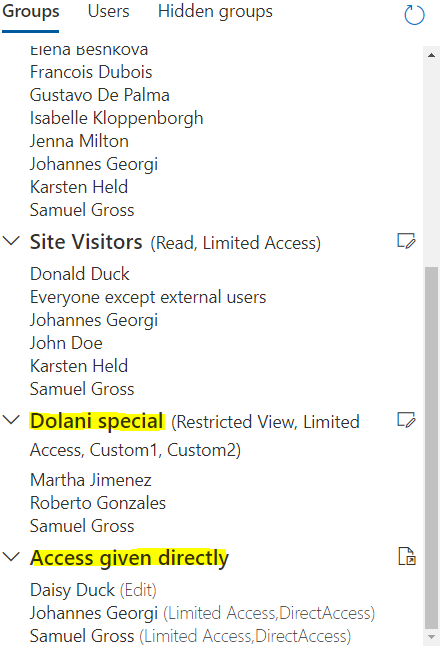 Groups Users Hidden groups
Elena Beshkova
Francois Dubois
Gustavo De Palma
Isabelle Kloppenborgh
Jenna Milton
Johannes Georgi
Karsten Held
Samuel Gross
Site Visitors (Read, Limited Access)
Donald Duck
Everyone except external users
Johannes Georgi
John Doe
Karsten Held
Samuel Gross
Dolani special (Restricted View, Limited
Access, Custom1, Custom2)
Martha Jimenez
Roberto Gonzales
Samuel Gross
Access given directly
Daisy Duck (Edit)
Johannes Georgi (Limited Access,DirectAccess)
Samuel Gross (Limited Access,DirectAccess)